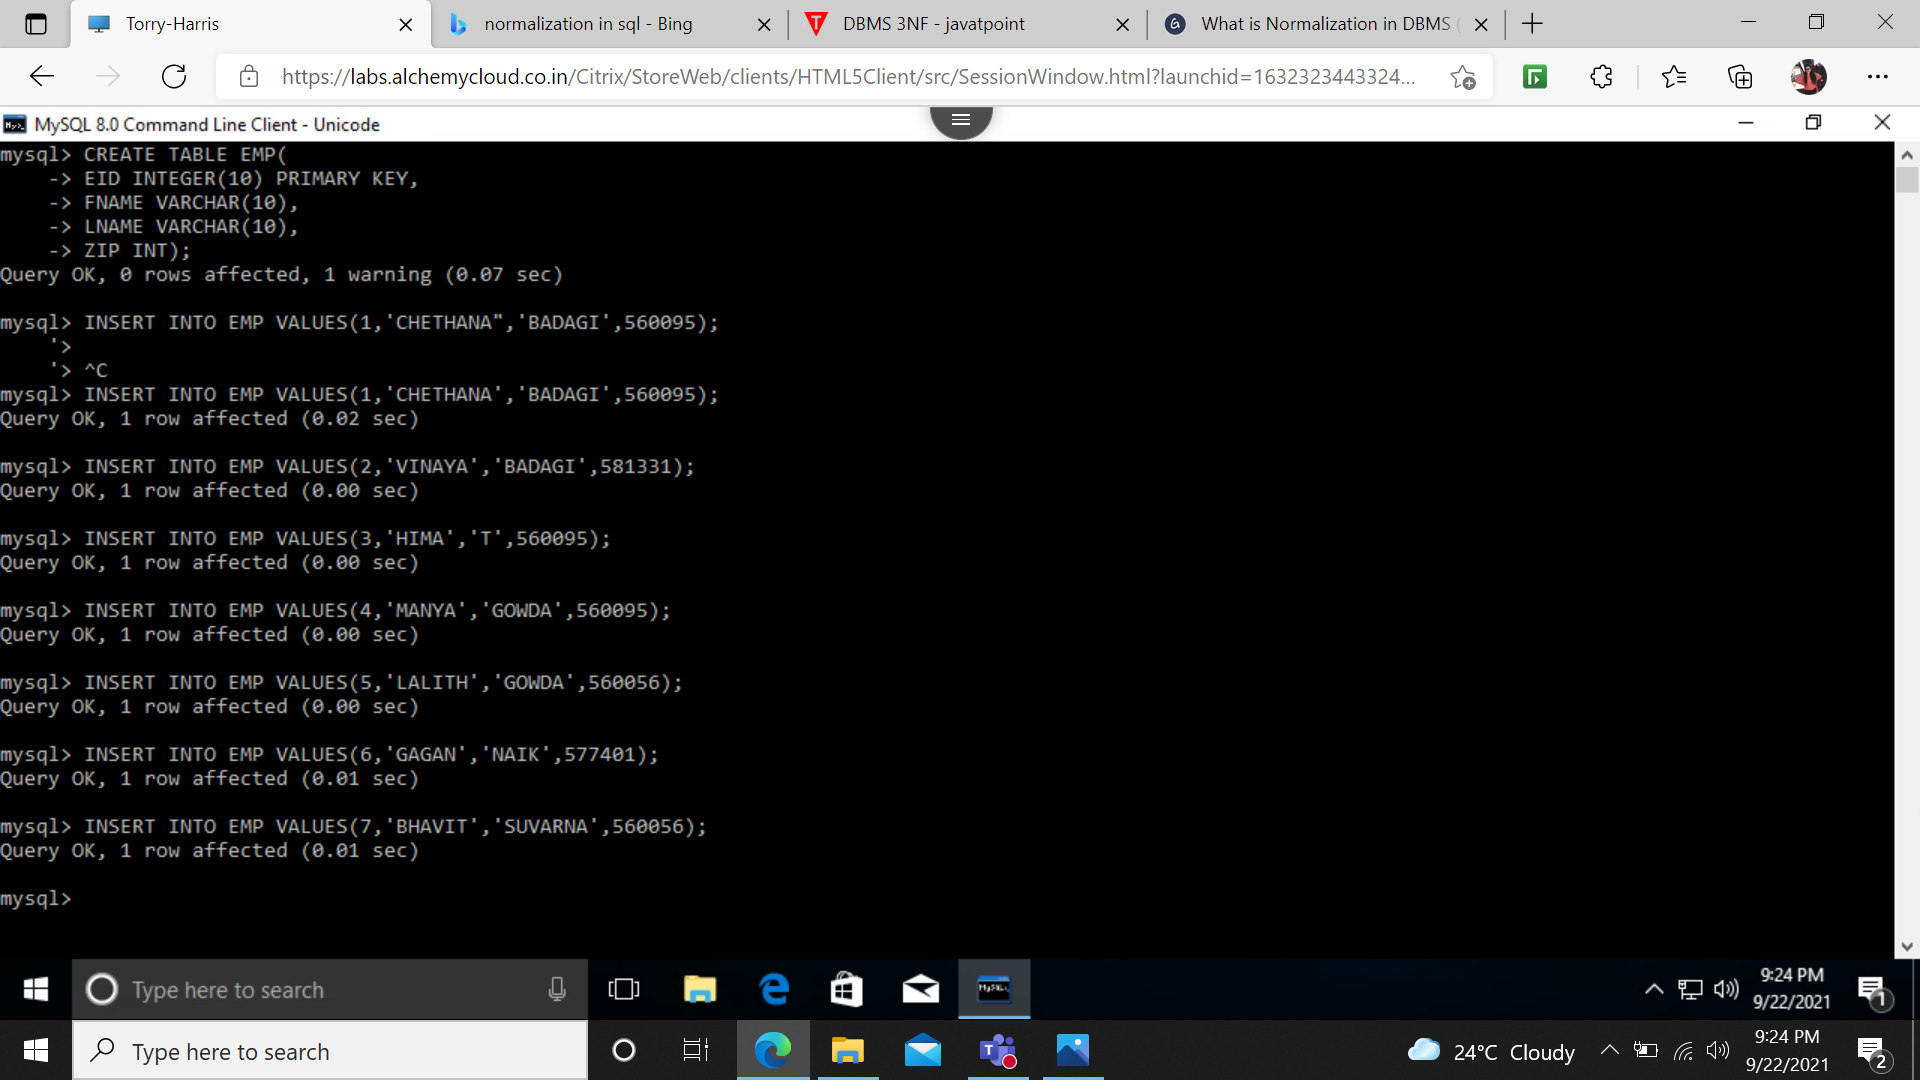 Torry-Harris
normalization in sql - Bing
DBMS 3NF - javatpoint
What is Normalization in DBMS (
https://labs.alchemycloud.co.in/Citrix/StoreWeb/clients/HTML5Client/src/SessionWindow.html?launchid=1632323443324...
MySQL 8.0 Command Line Client - Unicode
mysql> CREATE TABLE EMP(
    -> EID INTEGER(10) PRIMARY KEY,
    -> FNAME VARCHAR(10),
    -> LNAME VARCHAR(10),
    -> ZIP INT);
Query OK, 0 rows affected, 1 warning (0.07 sec)
mysql> INSERT INTO EMP VALUES(1,'CHETHANA",'BADAGI',560095);
    '>
    '> ^C
mysql> INSERT INTO EMP VALUES(1,'CHETHANA','BADAGI',560095);
Query OK, 1 row affected (0.02 sec)
mysql> INSERT INTO EMP VALUES(2,'VINAYA','BADAGI',581331);
Query OK, 1 row affected (0.00 sec)
mysql> INSERT INTO EMP VALUES(3,'HIMA','T',560095);
Query OK, 1 row affected (0.00 sec)
mysql> INSERT INTO EMP VALUES(4,'MANYA','GOWDA',560095);
Query OK, 1 row affected (0.00 sec)
mysql> INSERT INTO EMP VALUES(5,'LALITH','GOWDA',560056);
Query OK, 1 row affected (0.00 sec)
mysql> INSERT INTO EMP VALUES(6,'GAGAN','NAIK',577401);
Query OK, 1 row affected (0.01 sec)
mysql> INSERT INTO EMP VALUES(7,'BHAVIT','SUVARNA',560056);
Query OK, 1 row affected (0.01 sec)
mysql>
Type here to search
9:24 PM
9/22/2021
1
Type here to search
24°C Cloudy
9:24 PM
9/22/2021
2